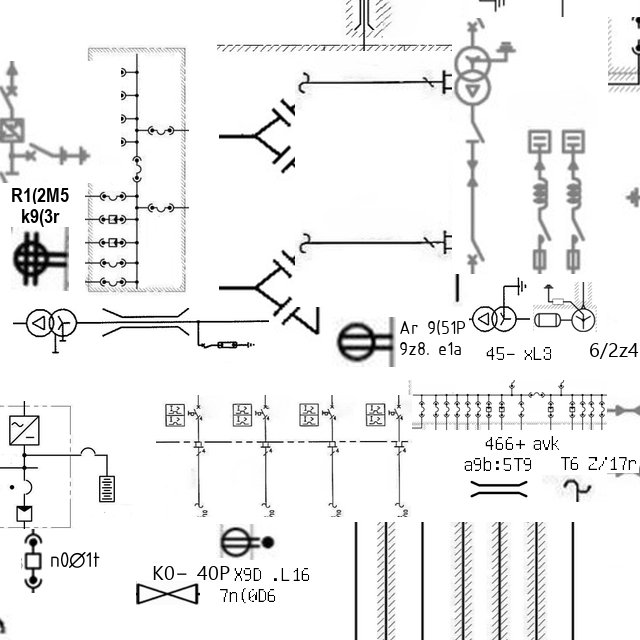 R1(2M5
k9(3r
Ar 9(51P
9z8. e1a
45- xL3
6/2z4
466+ avk
a9b:5T9
T6 Z/17r
n0Ø1t
K0- 40P
X9D .L16
7n(0D6